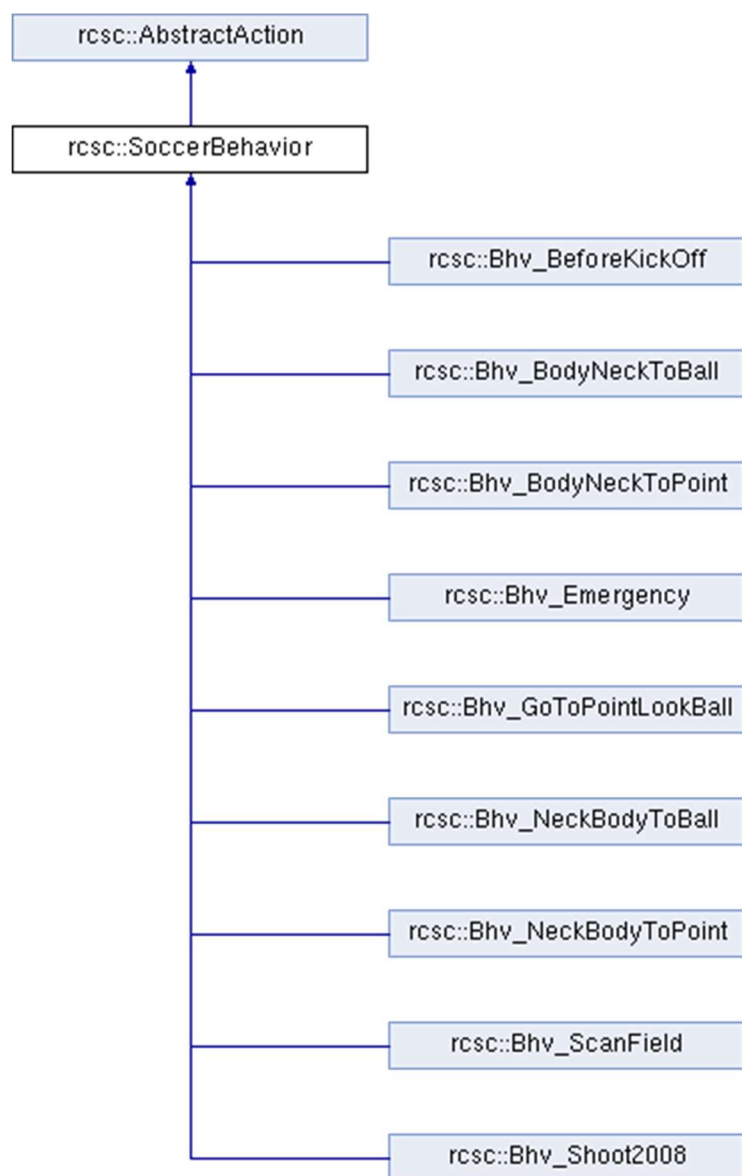 rcsc::AbstractAction
rcsc::SoccerBehavior
rcsc::Bhv_BeforeKickOff
rcsc::Bhv_BodyNeckToBall
rcsc::Bhv_BodyNeckToPoint
rcsc::Bhv_Emergency
rcsc::Bhv_GoToPointLookBall
rcsc::Bhv_NeckBodyToBall
rcsc::Bhv_NeckBodyToPoint
rcsc::Bhv_ScanField
rcsc::Bhv_Shoot2008